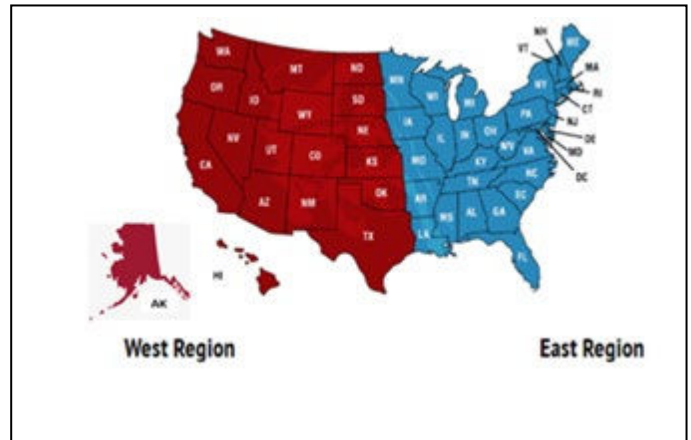 NH
VT
ME
WA
MT
ND
MN
MA
OR
ID
SD
WI
MI
NY
RI
CT
WY
IA
PA
NJ
NE
NV
UT
CO
IL
IN
OH
DE
MD
DC
CA
KS
MO
KY
WV
VA
AZ
NM
OK
AR
TN
NC
SC
TX
MS
AL
GA
LA
FL
HI
AK
West Region
East Region